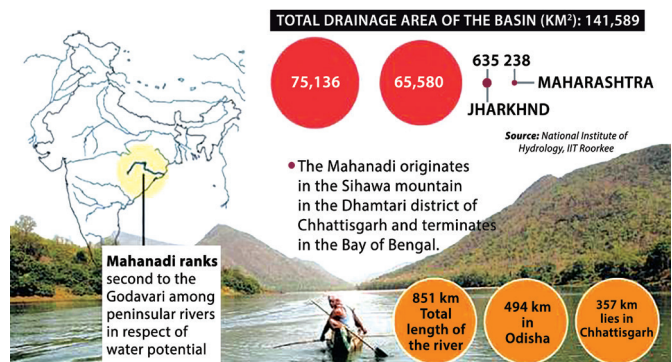 TOTAL DRAINAGE AREA OF THE BASIN (KM²): 141,589
75,136
65,580
635
238
MAHARASHTRA
JHARKHND
Source: National Institute of
Hydrology, IIT Roorkee
•The Mahanadi originates
in the Sihawa mountain
in the Dhamtari district of
Chhattisgarh and terminates
in the Bay of Bengal.
Mahanadi ranks
second to the
Godavari among
peninsular rivers
in respect of
water potential
851 km
Total
length of
the river
494 km
in
Odisha
357 km
lies in
Chhattisgarh